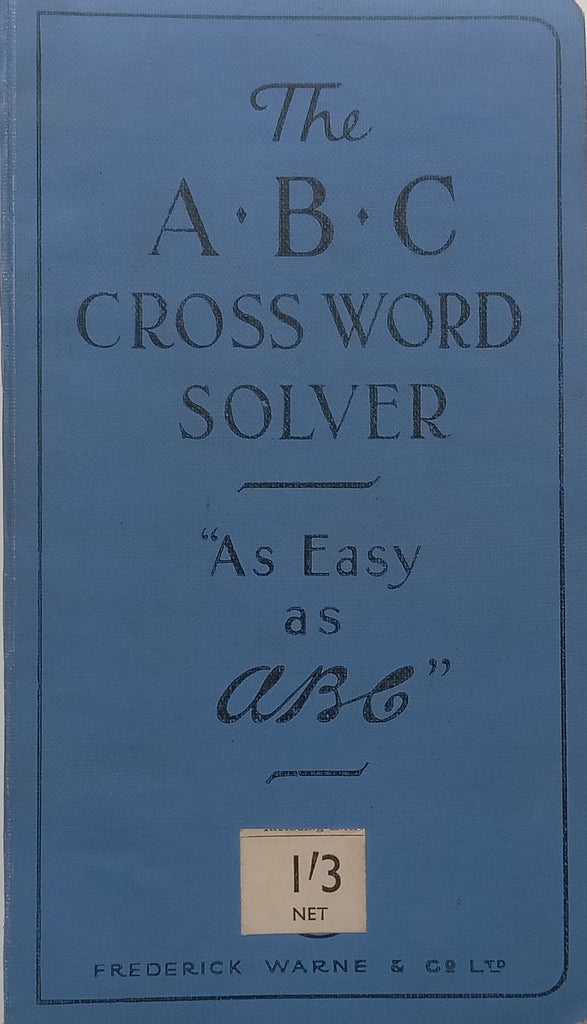 The
A·B·C
CROSS WORD
SOLVER
"As Easy
as
ABC"
1/3
NET
FREDERICK WARNE & Cº LTD